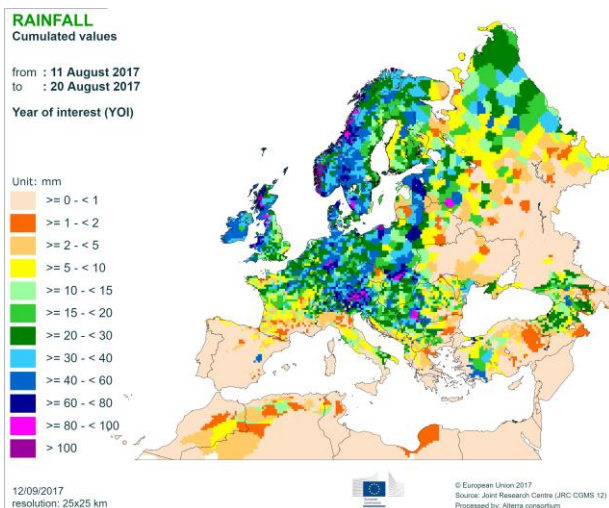 RAINFALL
Cumulated values
from : 11 August 2017
to : 20 August 2017
Year of interest (YOI)
Unit: mm
>= 0 - < 1
>= 1 - < 2
>= 2 - < 5
>= 5 - < 10
>= 10 - < 15
>= 15 - < 20
>= 20 - < 30
>= 30 - < 40
>= 40 - < 60
>= 60 - < 80
>= 80 - < 100
> 100
12/09/2017
resolution: 25x25 km
© European Union 2017
Source: Joint Research Centre (JRC CGMS 12)
Processed by: Alterra consortium